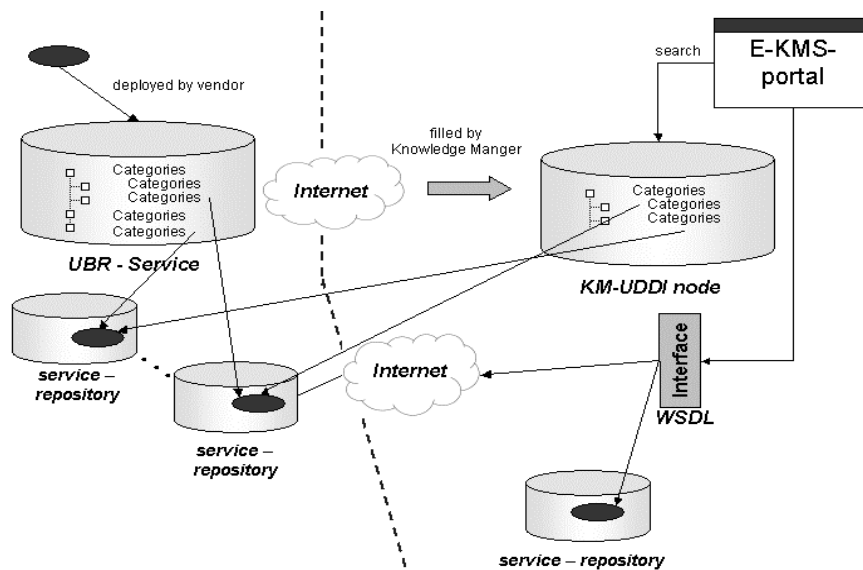 E-KMS-
portal
search
deployed by vendor
filled by
Knowledge Manger
Categories
Categories
Categories
Categories
Categories
Internet
Categories
Categories
Categories
UBR - Service
KM-UDDI node
Interface
WSDL
service –
repository
Internet
service –
repository
service – repository